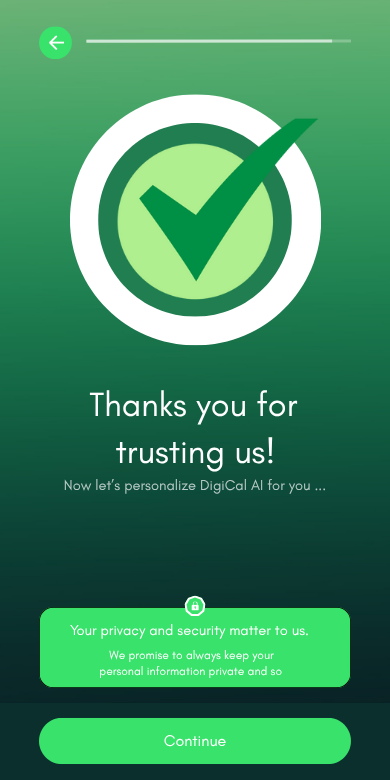 Thanks you for
trusting us!
Now let's personalize DigiCal AI for you ...
Your privacy and security matter to us.
We promise to always keep your
personal information private and so
Continue